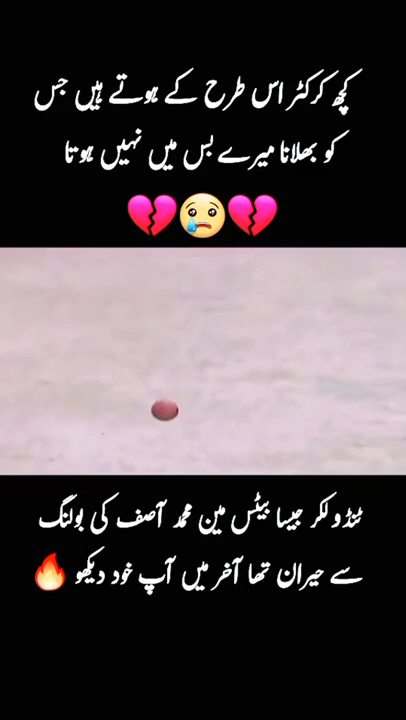 کچھ کرکٹر اس طرح کے ہوتے ہیں جس
کو بھلانا میرے بس میں نہیں ہوتا
💔😢💔
ٹنڈولکر جیسا بیٹس مین محمد آصف کی بولنگ
سے حیران تھا آخر میں آپ خود دیکھو 🔥